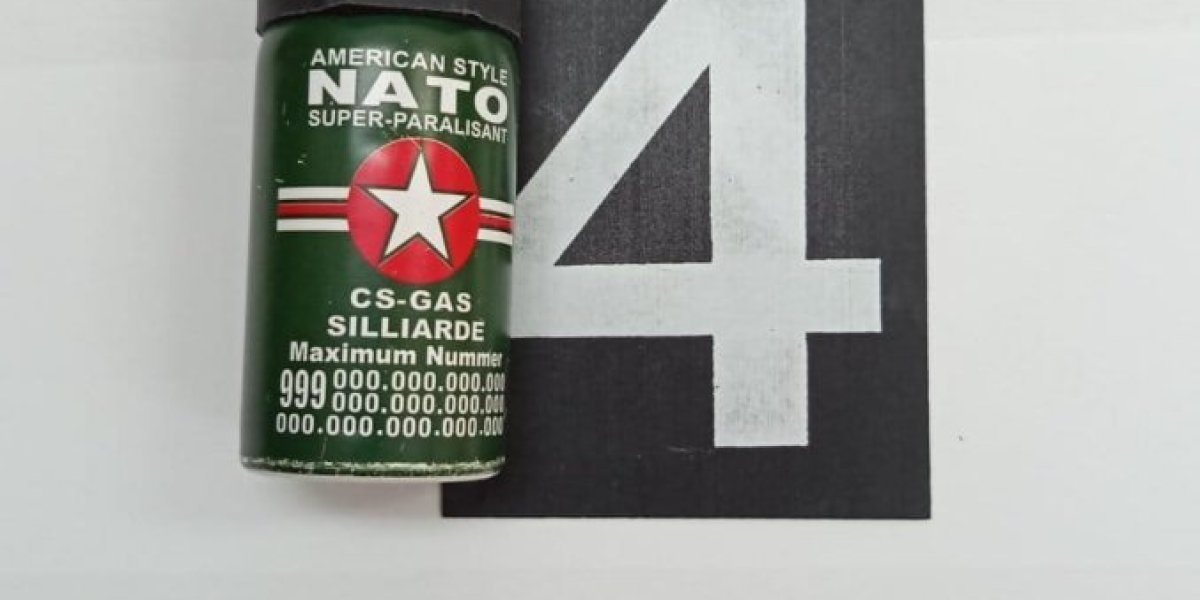 AMERICAN STYLE
NATO
SUPER-PARALISANT
CS-GAS
SILLIARDE
Maximum Nummer
999 000.000.000.000
000.000.000.000
000.000.000.000.000
4